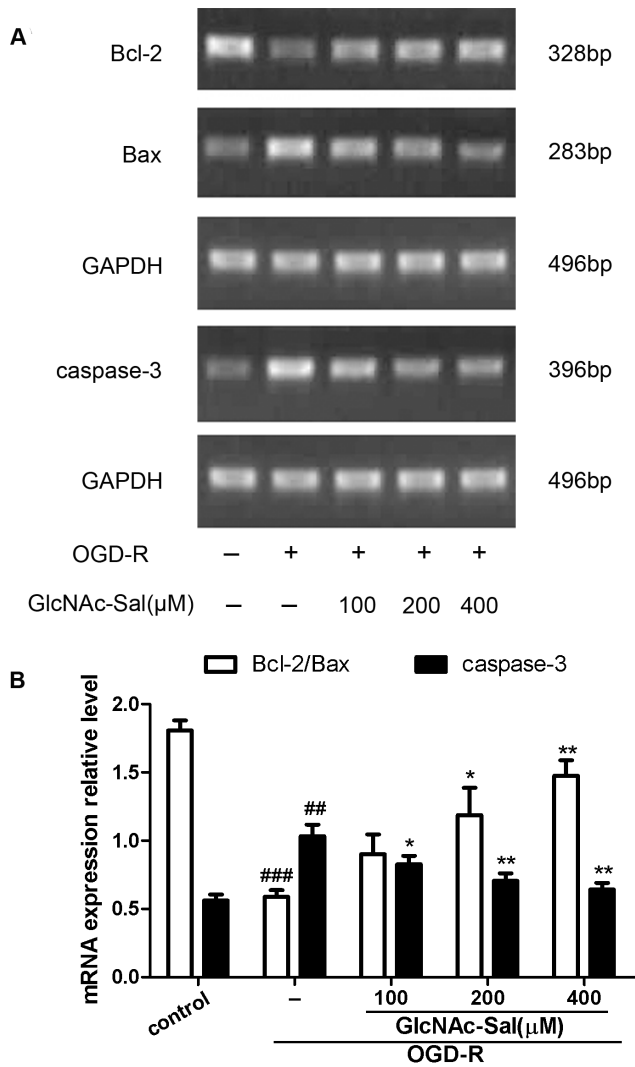 A
Bcl-2 328bp
Bax 283bp
GAPDH 496bp
caspase-3 396bp
GAPDH 496bp
OGD-R – + + + +
GlcNAc-Sal(μM) – – 100 200 400
B
Bcl-2/Bax caspase-3
mRNA expression relative level
2.0
1.5
1.0
0.5
0.0
###
##
*
*
**
**
**
control – 100 200 400
GlcNAc-Sal(μM)
OGD-R